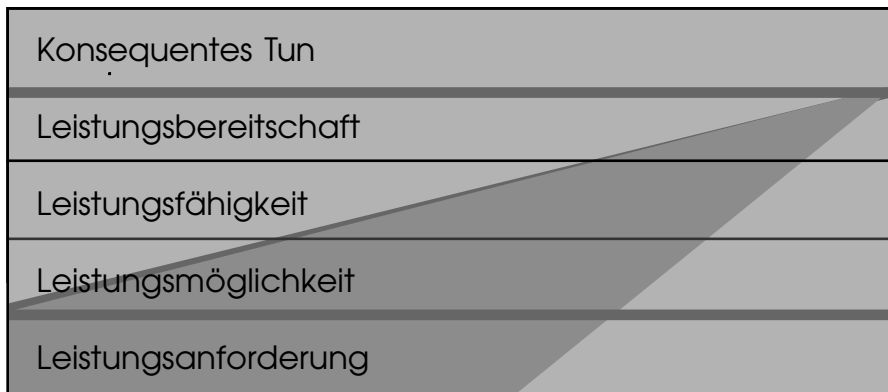 Konsequentes Tun
Leistungsbereitschaft
Leistungsfähigkeit
Leistungsmöglichkeit
Leistungsanforderung